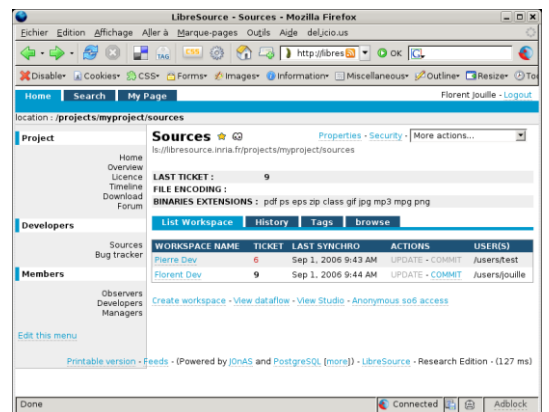 LibreSource - Sources - Mozilla Firefox
Fichier Edition Affichage Aller à Marque-pages Outils Aide del.icio.us
TAG CSS http://libres OK G
Disable Cookies CSS Forms Images Information Miscellaneous Outline Resize To
Home Search My Page Florent Jouille - Logout
location : /projects/myproject/sources
Project
Home
Overview
Licence
Timeline
Download
Forum
Developers
Sources
Bug tracker
Members
Observers
Developers
Managers
Edit this menu
Sources Properties - Security - More actions...
ls://libresource.inria.fr/projects/myproject/sources
LAST TICKET : 9
FILE ENCODING :
BINARIES EXTENSIONS : pdf ps eps zip class gif jpg mp3 mpg png
List Workspace History Tags browse
WORKSPACE NAME TICKET LAST SYNCHRO ACTIONS USER(S)
Pierre Dev 6 Sep 1, 2006 9:43 AM UPDATE - COMMIT /users/test
Florent Dev 9 Sep 1, 2006 9:44 AM UPDATE - COMMIT /users/jouille
Create workspace - View dataflow - View Studio - Anonymous so6 access
Printable version - Feeds - (Powered by JOnAS and PostgreSQL [more]) - LibreSource - Research Edition - (127 ms)
Done Connected Adblock